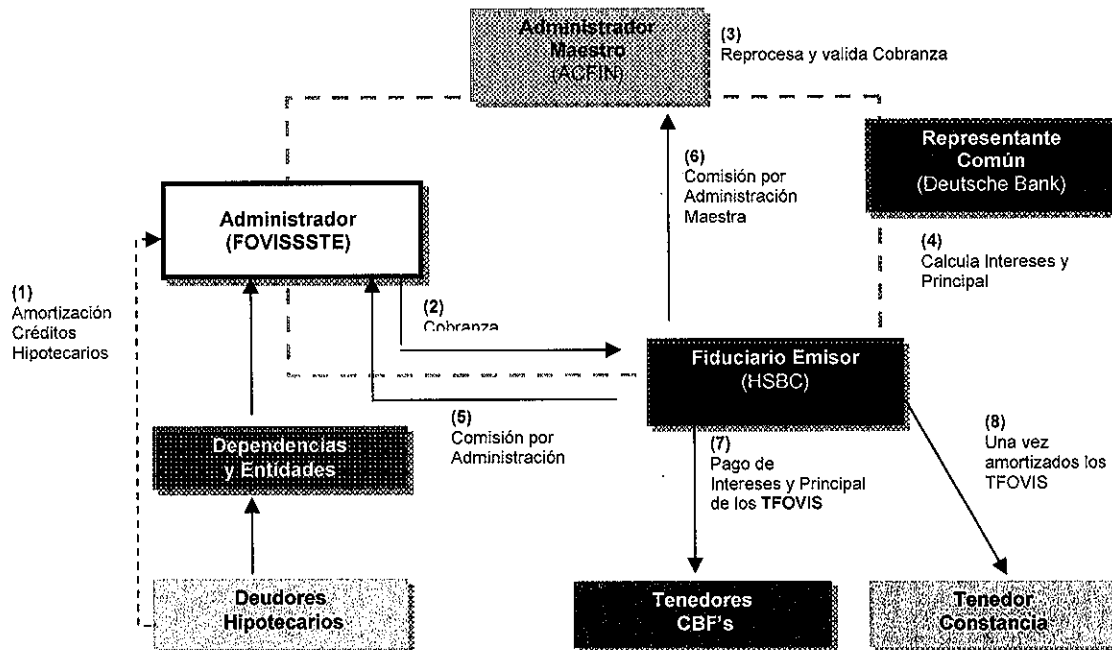 Administrador
Maestro
(ACFIN)
(3)
Reprocesa y valida Cobranza
Representante
Común
(Deutsche Bank)
(6)
Comisión por
Administración
Maestra
Administrador
(FOVISSSTE)
(4)
Calcula Intereses y
Principal
(1)
Amortización
Créditos
Hipotecarios
(2)
Cobranza
Fiduciario Emisor
(HSBC)
(5)
Comisión por
Administración
Dependencias
y Entidades
(7)
Pago de
Intereses y Principal
de los TFOVIS
(8)
Una vez
amortizados los
TFOVIS
Deudores
Hipotecarios
Tenedores
CBF's
Tenedor
Constancia